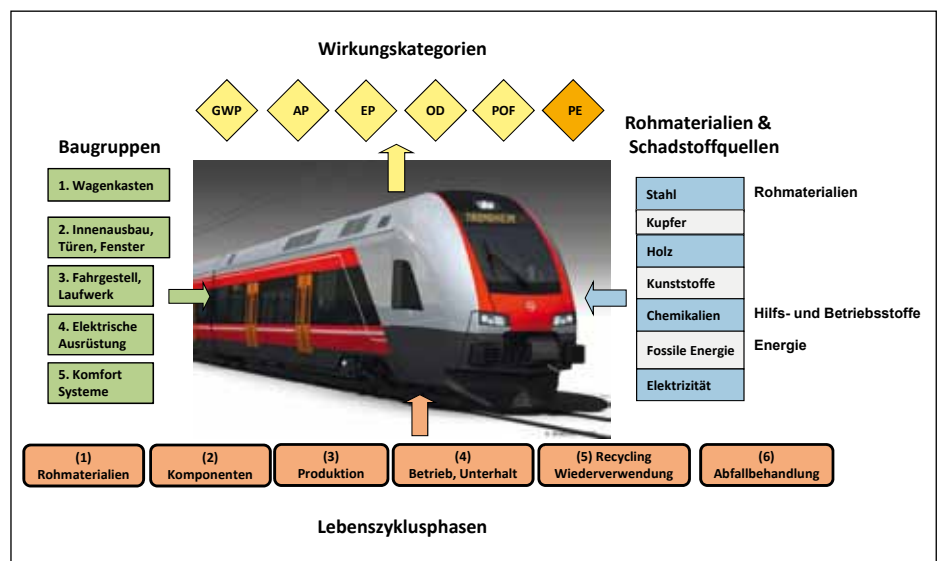 Wirkungskategorien
GWP
AP
EP
OD
POF
PE
Baugruppen
1. Wagenkasten
2. Innenausbau,
Türen, Fenster
3. Fahrgestell,
Laufwerk
4. Elektrische
Ausrüstung
5. Komfort
Systeme
TRONDHEIM
Rohmaterialien &
Schadstoffquellen
Stahl
Rohmaterialien
Kupfer
Holz
Kunststoffe
Chemikalien
Hilfs- und Betriebsstoffe
Fossile Energie
Energie
Elektrizität
(1)
Rohmaterialien
(2)
Komponenten
(3)
Produktion
(4)
Betrieb, Unterhalt
(5) Recycling
Wiederverwendung
(6)
Abfallbehandlung
Lebenszyklusphasen